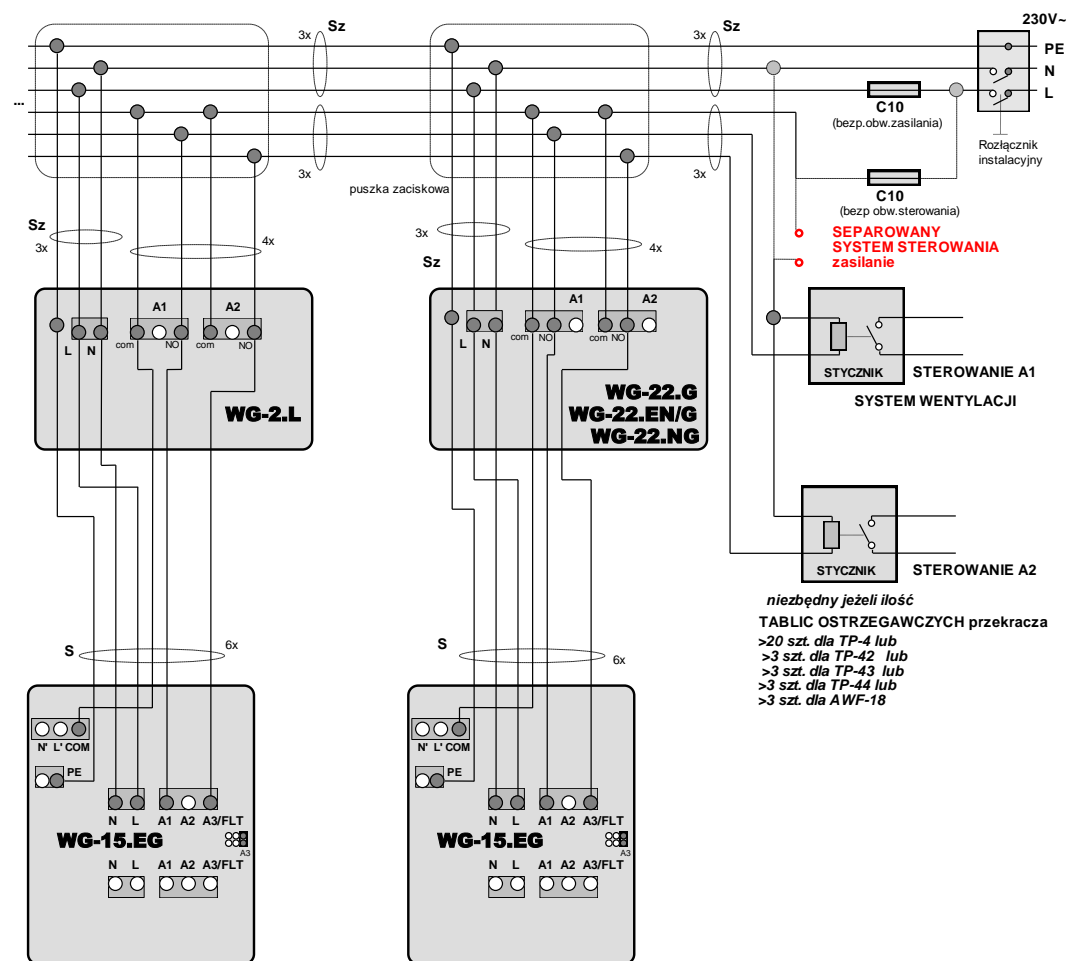 230V~
Sz
3x
Sz
3x
PE
N
L
...
C10
(bezp.obw.zasilania)
Rozłącznik
instalacyjny
3x
puszka zaciskowa
3x
C10
(bezp obw.sterowania)
Sz
3x
4x
3x
Sz
4x
SEPAROWANY
SYSTEM STEROWANIA
zasilanie
A1
A2
L
N
com
NO
com
NO
WG-2.L
A1
A2
L
N
com
NO
com
NO
WG-22.G
WG-22.EN/G
WG-22.NG
STYCZNIK
STEROWANIE A1
SYSTEM WENTYLACJI
STYCZNIK
STEROWANIE A2
niezbędny jeżeli ilość
TABLIC OSTRZEGAWCZYCH przekracza
>20 szt. dla TP-4 lub
>3 szt. dla TP-42 lub
>3 szt. dla TP-43 lub
>3 szt. dla TP-44 lub
>3 szt. dla AWF-18
S
6x
S
6x
N' L' COM
PE
N L A1 A2 A3/FLT
WG-15.EG
A3
N L A1 A2 A3/FLT
N' L' COM
PE
N L A1 A2 A3/FLT
WG-15.EG
A3
N L A1 A2 A3/FLT